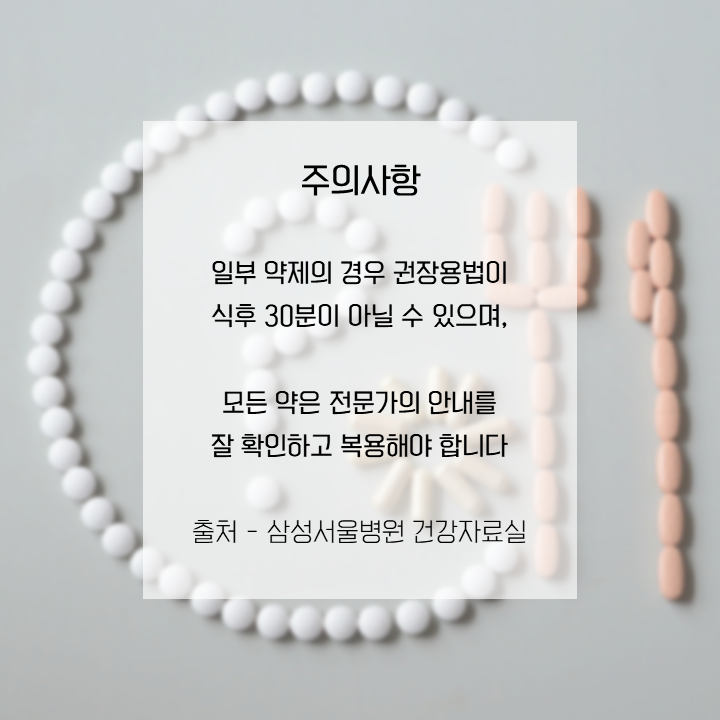 주의사항
일부 약제의 경우 권장용법이
식후 30분이 아닐 수 있으며,
모든 약은 전문가의 안내를
잘 확인하고 복용해야 합니다
출처 - 삼성서울병원 건강자료실